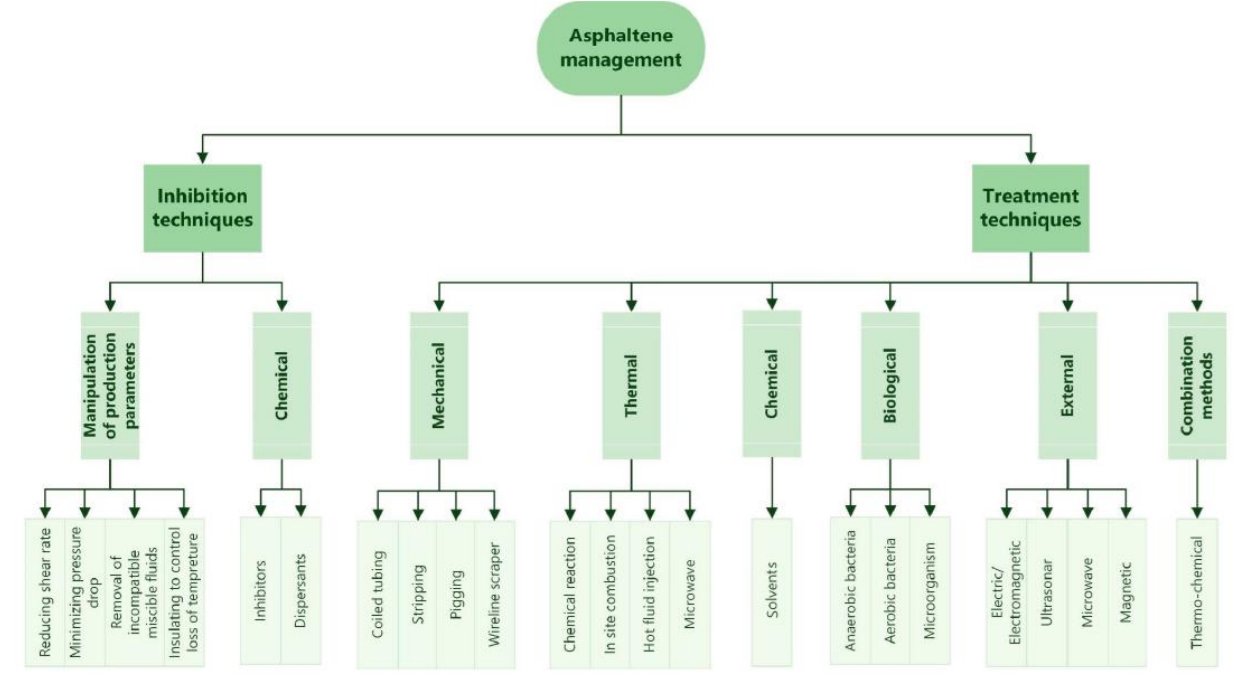 Asphaltene
management
Inhibition
techniques
Treatment
techniques
Manipulation
of production
parameters
Chemical
Mechanical
Thermal
Chemical
Biological
External
Combination
methods
Reducing shear rate
Minimizing pressure
drop
Removal of
incompatible
miscible fluids
Insulating to control
loss of tempreture
Inhibitors
Dispersants
Coiled tubing
Stripping
Pigging
Wireline scraper
Chemical reaction
In site combustion
Hot fluid injection
Microwave
Solvents
Anaerobic bacteria
Aerobic bacteria
Microorganism
Electric/
Electromagnetic
Ultrasonar
Microwave
Magnetic
Thermo-chemical